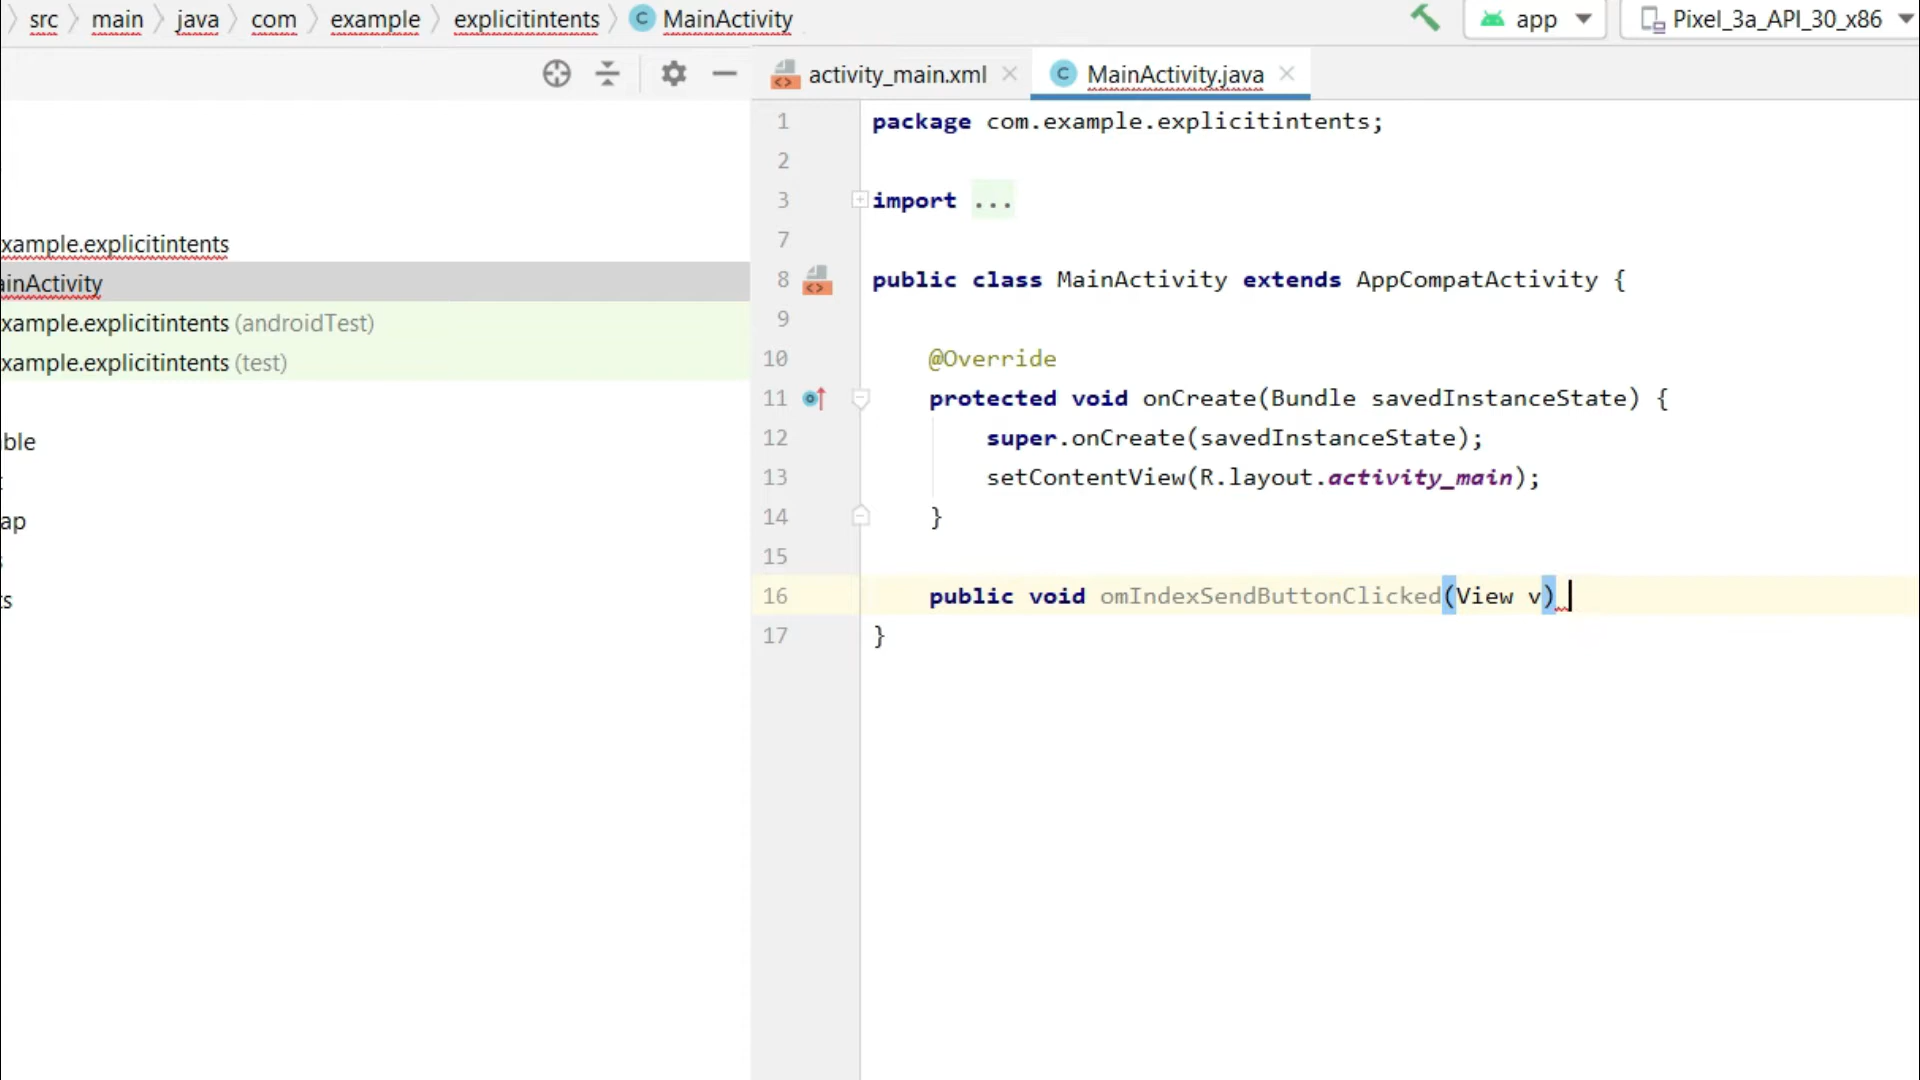 src main java com example explicitintents C MainActivity app Pixel_3a_API_30_x86
activity_main.xml C MainActivity.java
xample.explicitintents
ainActivity
xample.explicitintents (androidTest)
xample.explicitintents (test)
ble
ap
s
ts
1 package com.example.explicitintents;
2
3 import ...
7
8 public class MainActivity extends AppCompatActivity {
9
10 @Override
11 protected void onCreate(Bundle savedInstanceState) {
12 super.onCreate(savedInstanceState);
13 setContentView(R.layout.activity_main);
14 }
15
16 public void omIndexSendButtonClicked(View v)
17 }